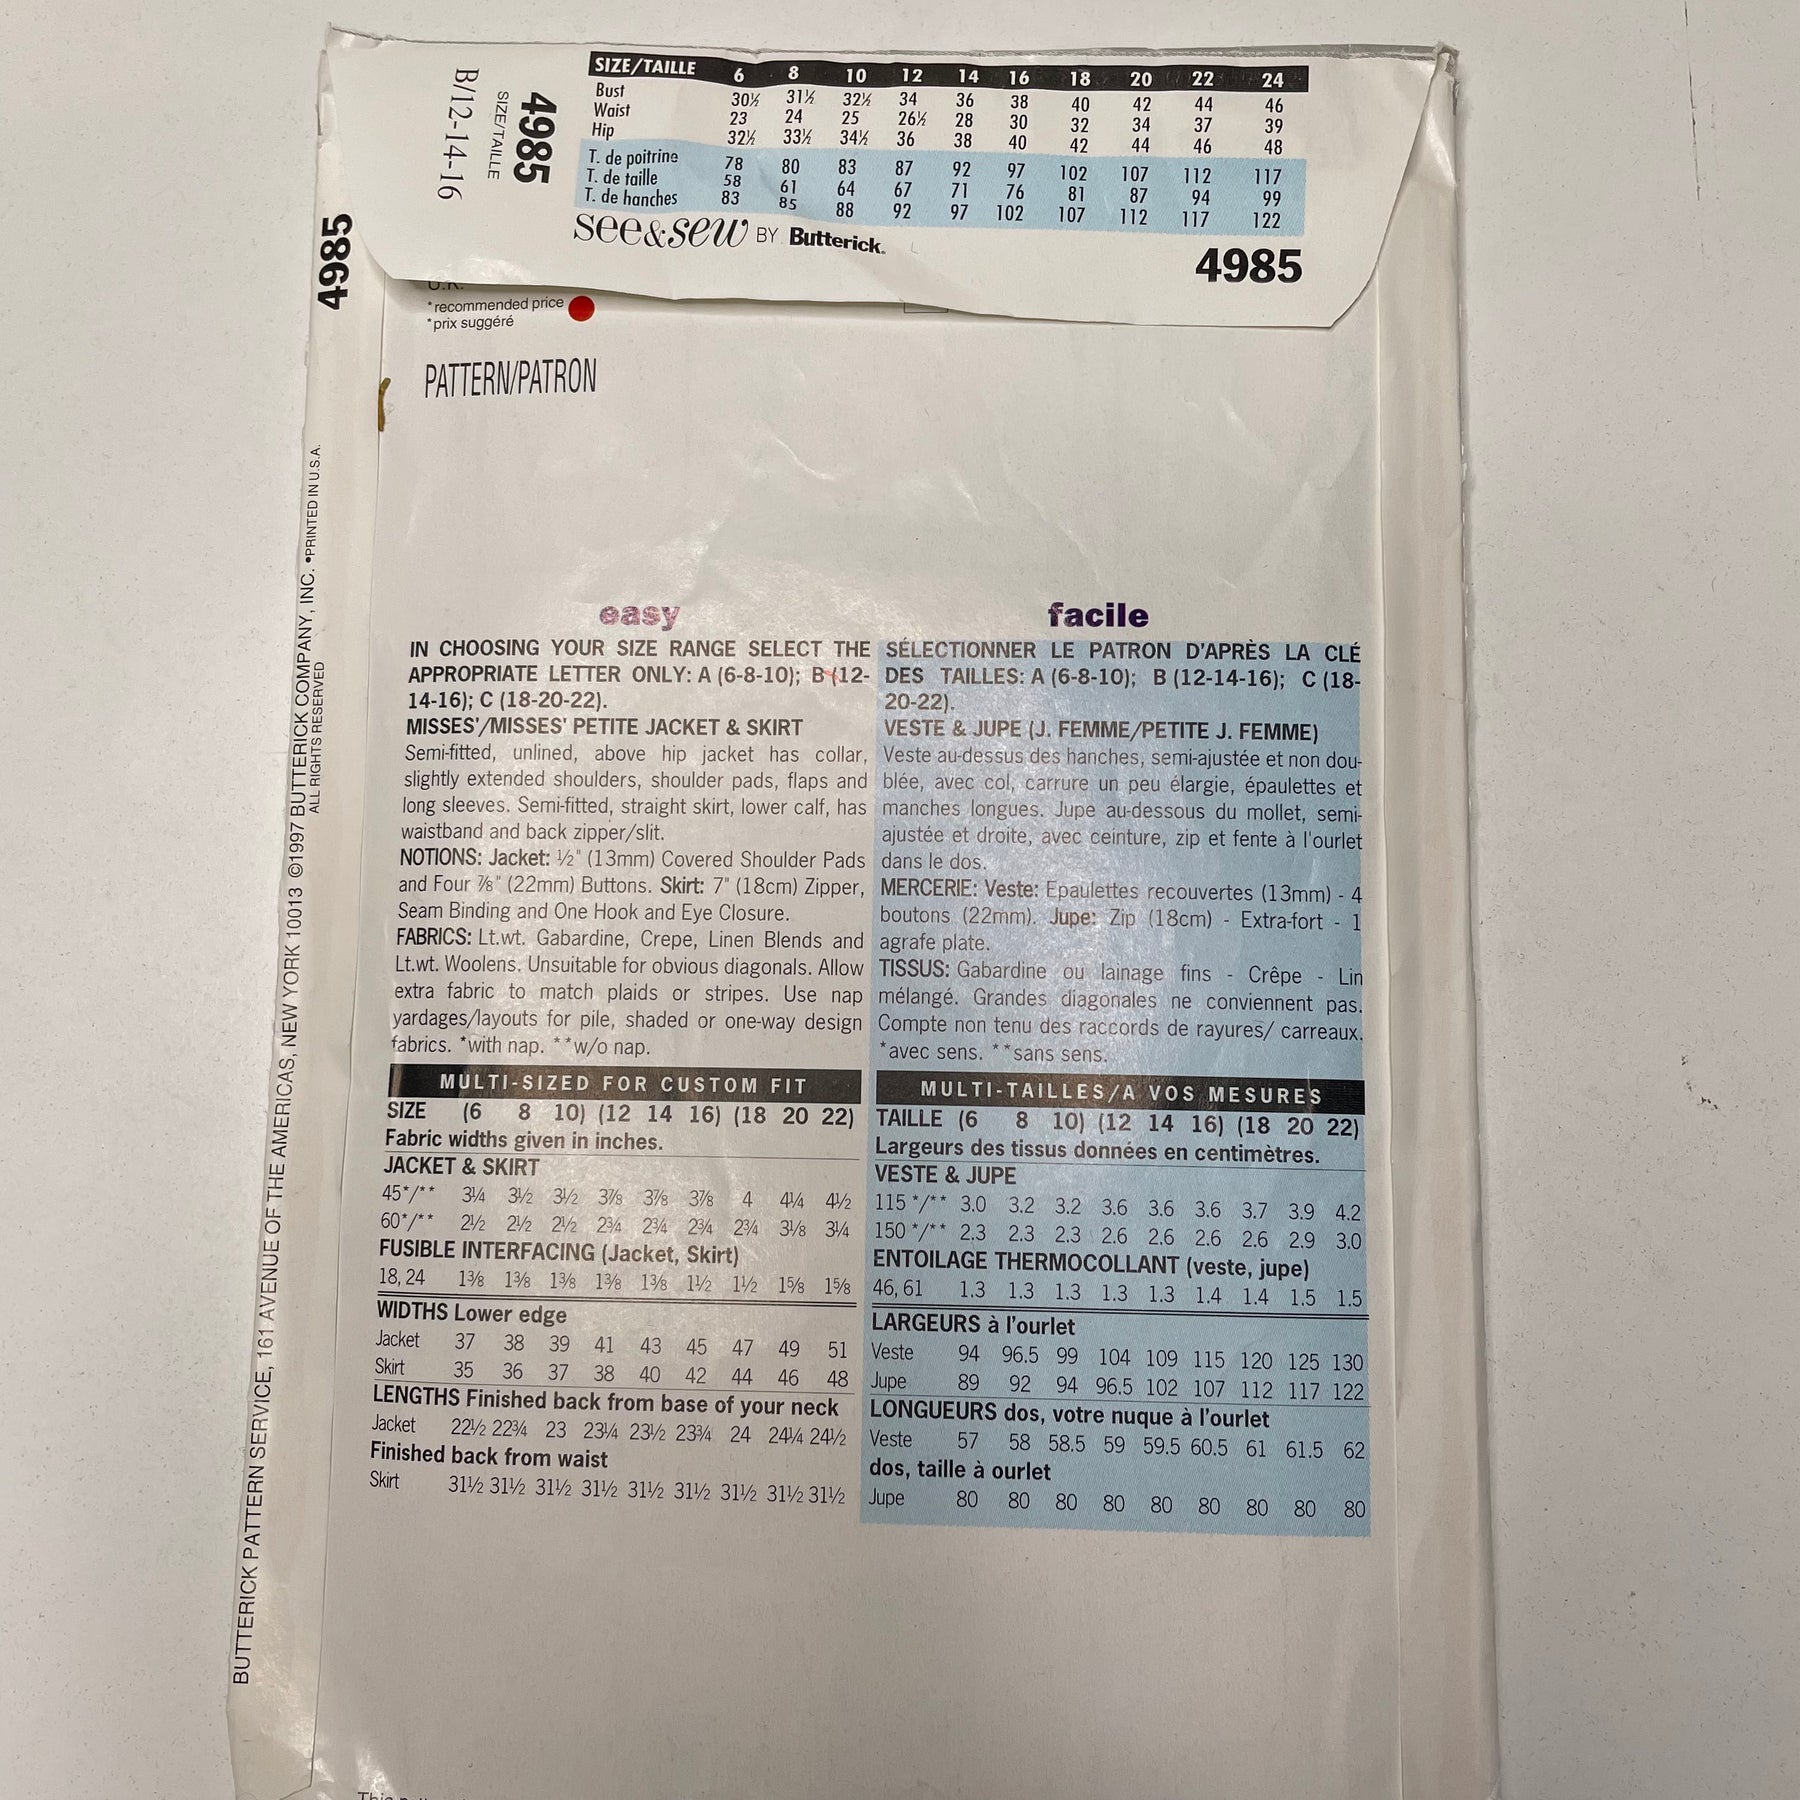 SIZE/TAILLE 6 8 10 12 14 16 18 20 22 24
Bust 30½ 31½ 32½ 34 36 38 40 42 44 46
Waist 23 24 25 26½ 28 30 32 34 37 39
Hip 32½ 33½ 34½ 36 38 40 42 44 46 48
T. de poitrine 78 80 83 87 92 97 102 107 112 117
T. de taille 58 61 64 67 71 76 81 87 94 99
T. de hanches 83 85 88 92 97 102 107 112 117 122
see&sew BY Butterick.
4985
4985
SIZE/TAILLE
B/12-14-16
4985
U.K.
*recommended price
*prix suggéré
PATTERN/PATRON
BUTTERICK PATTERN SERVICE, 161 AVENUE OF THE AMERICAS, NEW YORK 10013 ©1997 BUTTERICK COMPANY, INC. •PRINTED IN U.S.A.
ALL RIGHTS RESERVED
easy
IN CHOOSING YOUR SIZE RANGE SELECT THE
APPROPRIATE LETTER ONLY: A (6-8-10); B (12-
14-16); C (18-20-22).
MISSES'/MISSES' PETITE JACKET & SKIRT
Semi-fitted, unlined, above hip jacket has collar,
slightly extended shoulders, shoulder pads, flaps and
long sleeves. Semi-fitted, straight skirt, lower calf, has
waistband and back zipper/slit.
NOTIONS: Jacket: ½" (13mm) Covered Shoulder Pads
and Four ⅞" (22mm) Buttons. Skirt: 7" (18cm) Zipper,
Seam Binding and One Hook and Eye Closure.
FABRICS: Lt.wt. Gabardine, Crepe, Linen Blends and
Lt.wt. Woolens. Unsuitable for obvious diagonals. Allow
extra fabric to match plaids or stripes. Use nap
yardages/layouts for pile, shaded or one-way design
fabrics. *with nap. **w/o nap.
MULTI-SIZED FOR CUSTOM FIT
SIZE (6 8 10) (12 14 16) (18 20 22)
Fabric widths given in inches.
JACKET & SKIRT
45*/** 3¼ 3½ 3½ 3⅞ 3⅞ 3⅞ 4 4¼ 4½
60*/** 2½ 2½ 2½ 2¾ 2¾ 2¾ 2¾ 3⅛ 3¼
FUSIBLE INTERFACING (Jacket, Skirt)
18, 24 1⅜ 1⅜ 1⅜ 1⅜ 1⅜ 1½ 1½ 1⅝ 1⅝
WIDTHS Lower edge
Jacket 37 38 39 41 43 45 47 49 51
Skirt 35 36 37 38 40 42 44 46 48
LENGTHS Finished back from base of your neck
Jacket 22½ 22¾ 23 23¼ 23½ 23¾ 24 24¼ 24½
Finished back from waist
Skirt 31½ 31½ 31½ 31½ 31½ 31½ 31½ 31½ 31½
facile
SÉLECTIONNER LE PATRON D'APRÈS LA CLÉ
DES TAILLES: A (6-8-10); B (12-14-16); C (18-
20-22).
VESTE & JUPE (J. FEMME/PETITE J. FEMME)
Veste au-dessus des hanches, semi-ajustée et non dou-
blée, avec col, carrure un peu élargie, épaulettes et
manches longues. Jupe au-dessous du mollet, semi-
ajustée et droite, avec ceinture, zip et fente à l'ourlet
dans le dos.
MERCERIE: Veste: Epaulettes recouvertes (13mm) - 4
boutons (22mm). Jupe: Zip (18cm) - Extra-fort - 1
agrafe plate.
TISSUS: Gabardine ou lainage fins - Crêpe - Lin
mélangé. Grandes diagonales ne conviennent pas.
Compte non tenu des raccords de rayures/ carreaux.
*avec sens. **sans sens.
MULTI-TAILLES/A VOS MESURES
TAILLE (6 8 10) (12 14 16) (18 20 22)
Largeurs des tissus données en centimètres.
VESTE & JUPE
115 */** 3.0 3.2 3.2 3.6 3.6 3.6 3.7 3.9 4.2
150 */** 2.3 2.3 2.3 2.6 2.6 2.6 2.6 2.9 3.0
ENTOILAGE THERMOCOLLANT (veste, jupe)
46, 61 1.3 1.3 1.3 1.3 1.3 1.4 1.4 1.5 1.5
LARGEURS à l'ourlet
Veste 94 96.5 99 104 109 115 120 125 130
Jupe 89 92 94 96.5 102 107 112 117 122
LONGUEURS dos, votre nuque à l'ourlet
Veste 57 58 58.5 59 59.5 60.5 61 61.5 62
dos, taille à ourlet
Jupe 80 80 80 80 80 80 80 80 80